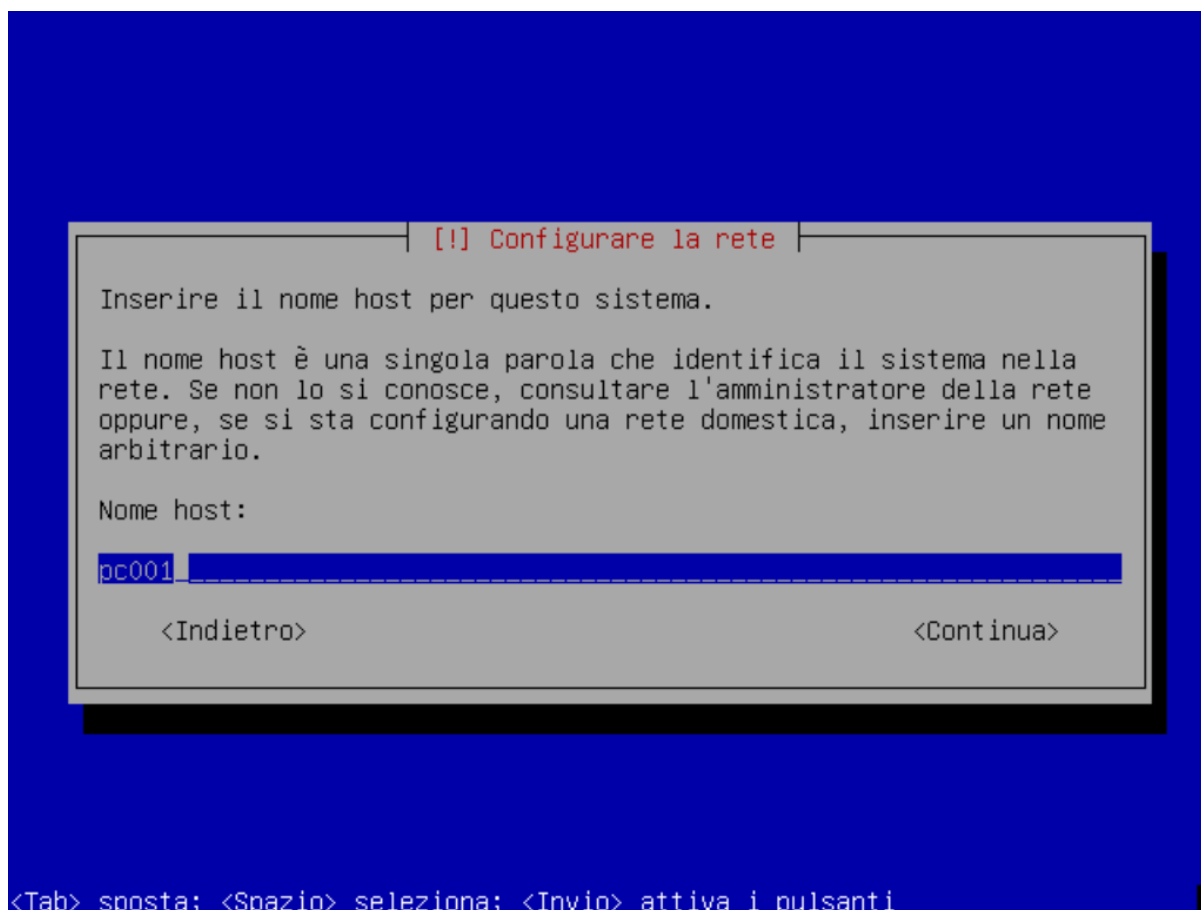 [!] Configurare la rete
Inserire il nome host per questo sistema.
Il nome host è una singola parola che identifica il sistema nella
rete. Se non lo si conosce, consultare l'amministratore della rete
oppure, se si sta configurando una rete domestica, inserire un nome
arbitrario.
Nome host:
pc001
<Indietro> <Continua>
<Tab> sposta; <Spazio> seleziona; <Invio> attiva i pulsanti